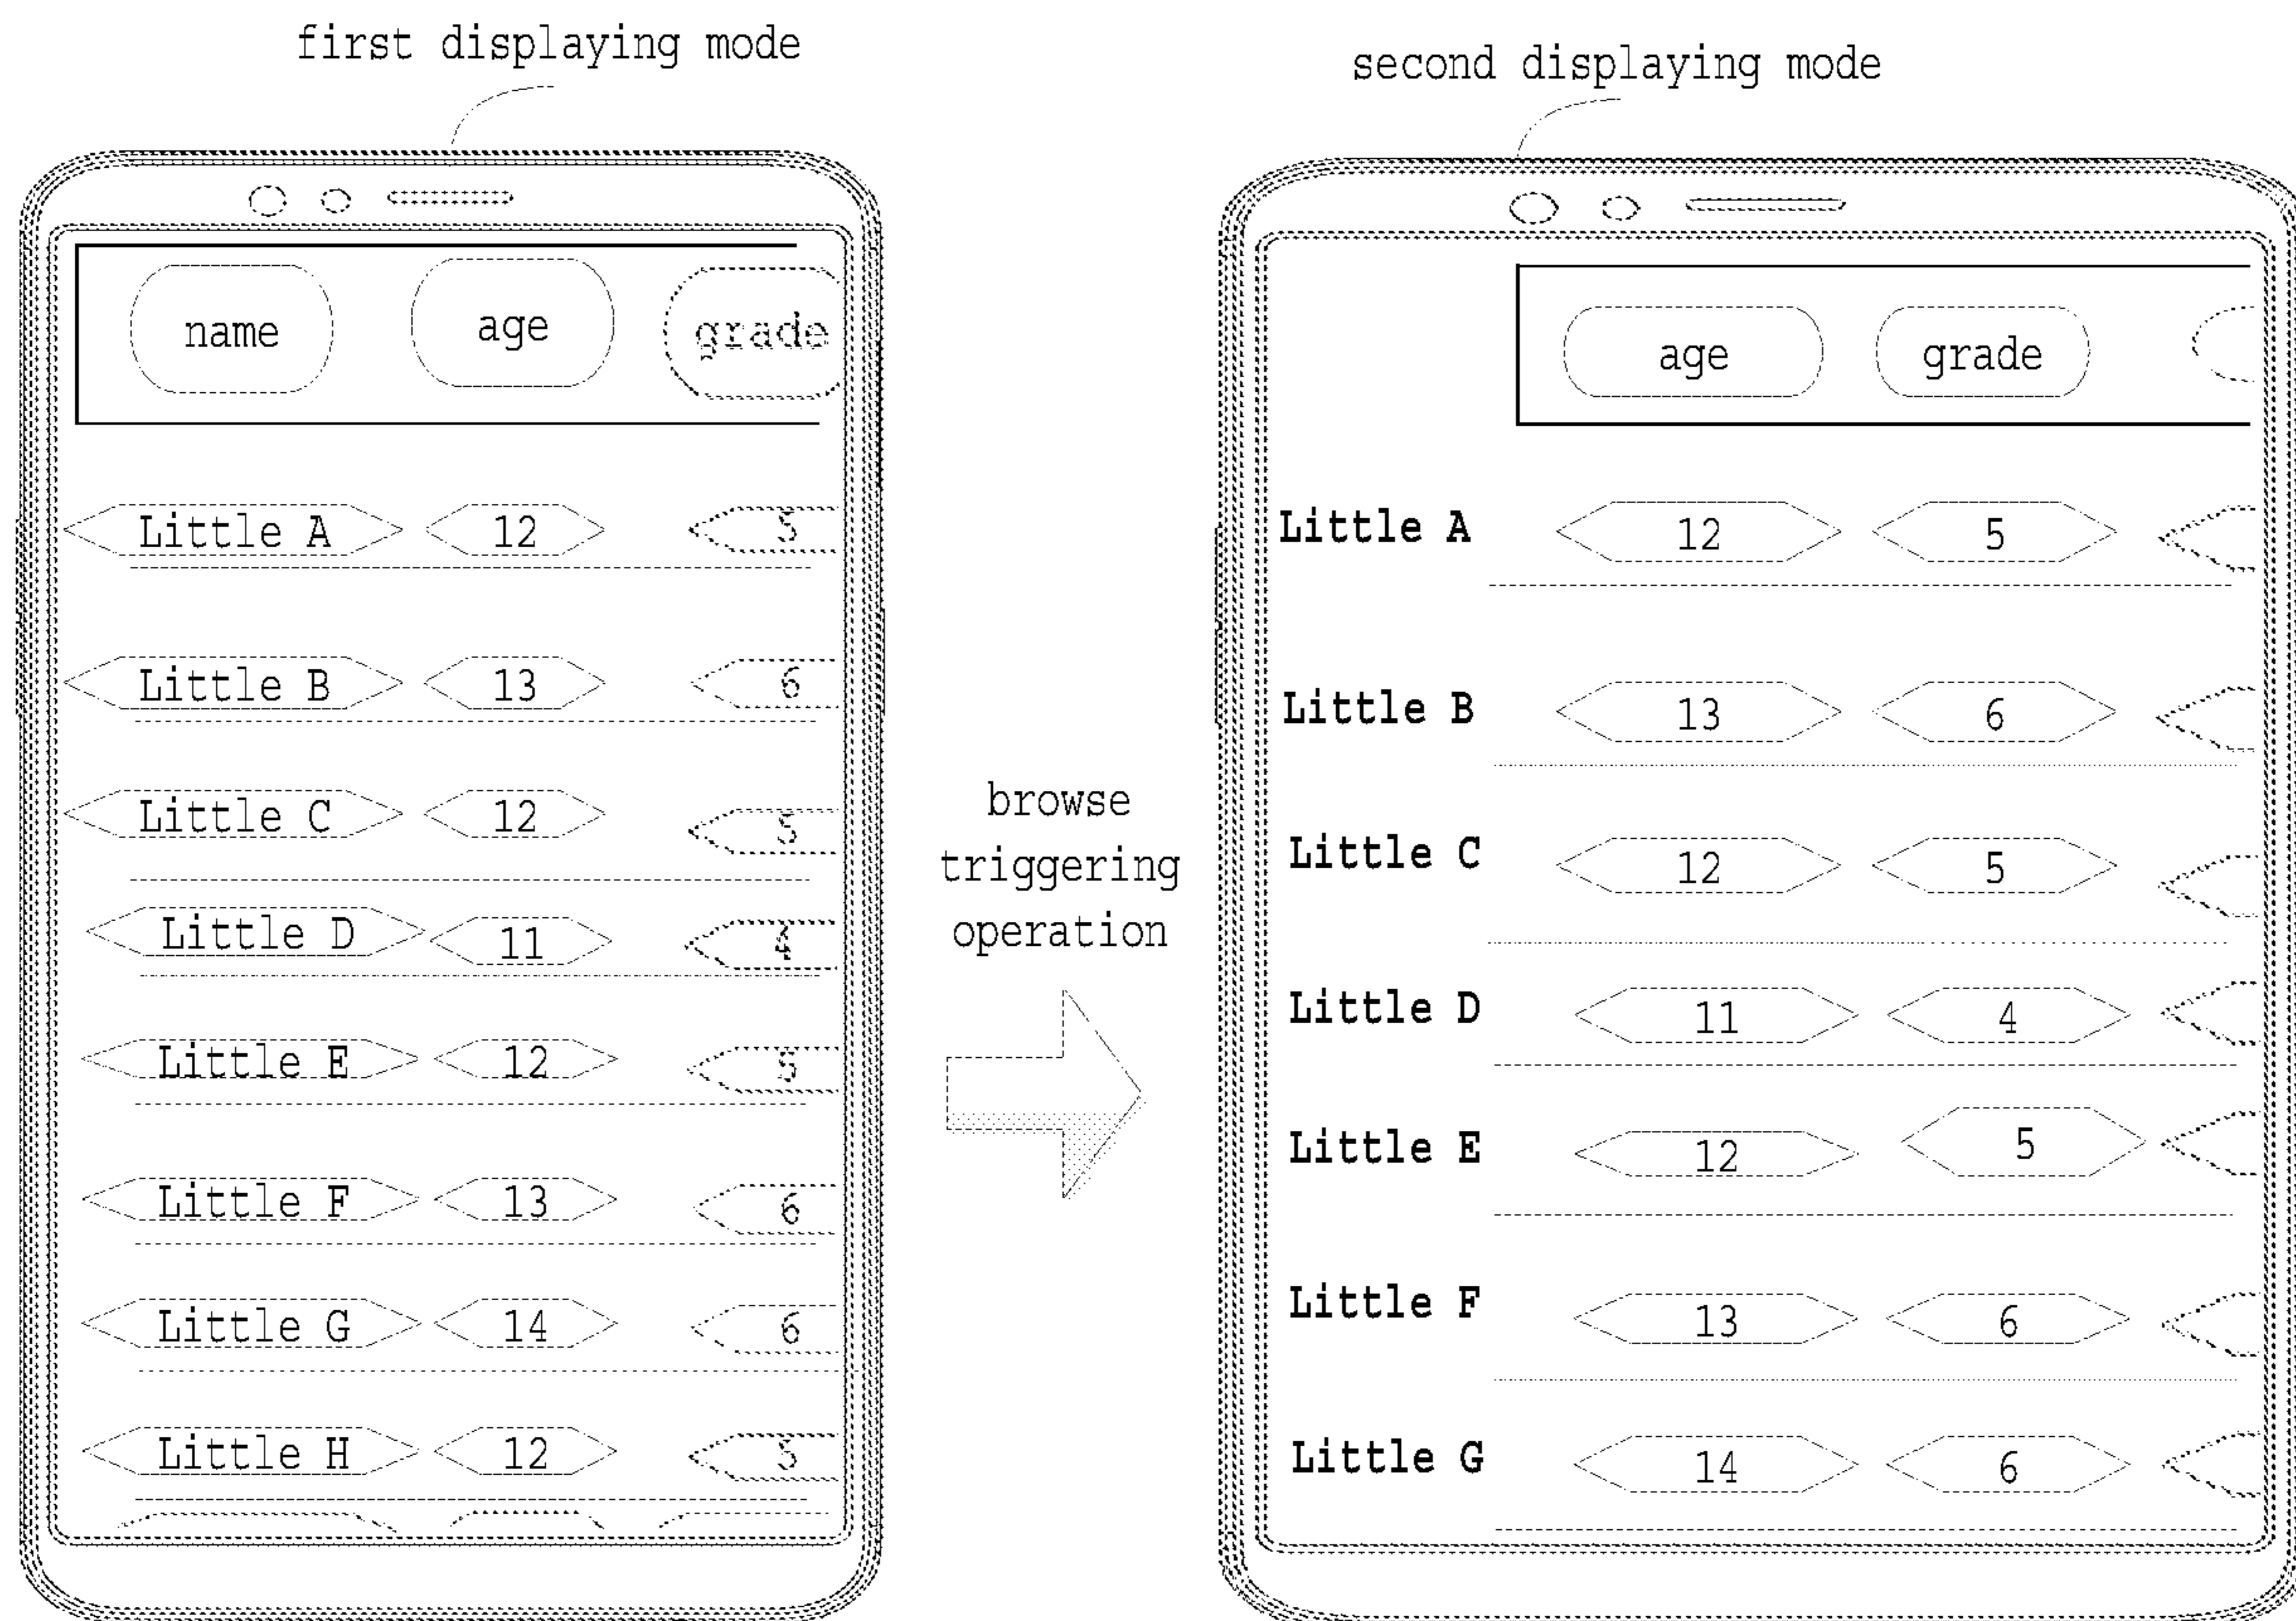 first displaying mode
name age grade
Little A 12 5
Little B 13 6
Little C 12 5
Little D 11 4
Little E 12 5
Little F 13 6
Little G 14 6
Little H 12 5
browse
triggering
operation
second displaying mode
age grade
Little A 12 5
Little B 13 6
Little C 12 5
Little D 11 4
Little E 12 5
Little F 13 6
Little G 14 6